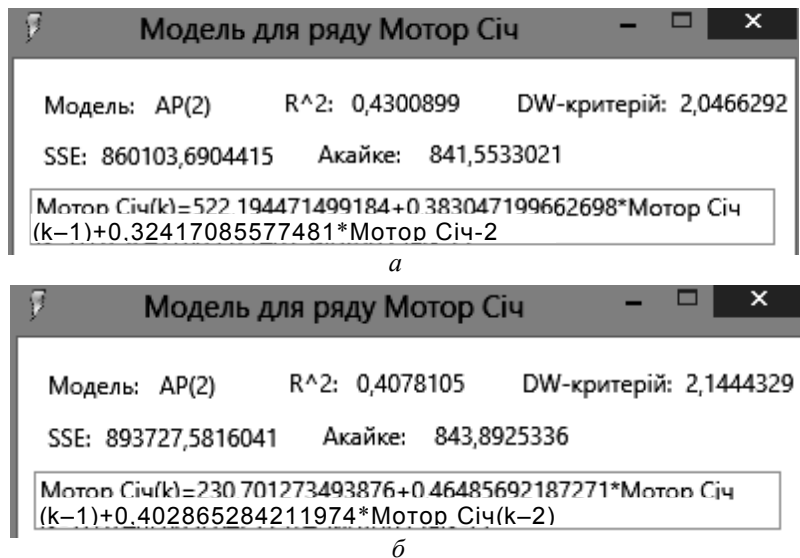 Модель для ряду Мотор Січ
Модель: АР(2) R^2: 0,4300899 DW-критерій: 2,0466292
SSE: 860103,6904415 Акайке: 841,5533021
Мотор Січ(k)=522,194471499184+0,383047199662698*Мотор Січ
(k–1)+0,32417085577481*Мотор Січ-2
а
Модель для ряду Мотор Січ
Модель: АР(2) R^2: 0,4078105 DW-критерій: 2,1444329
SSE: 893727,5816041 Акайке: 843,8925336
Мотор Січ(k)=230,701273493876+0,46485692187271*Мотор Січ
(k–1)+0,402865284211974*Мотор Січ(k–2)
б